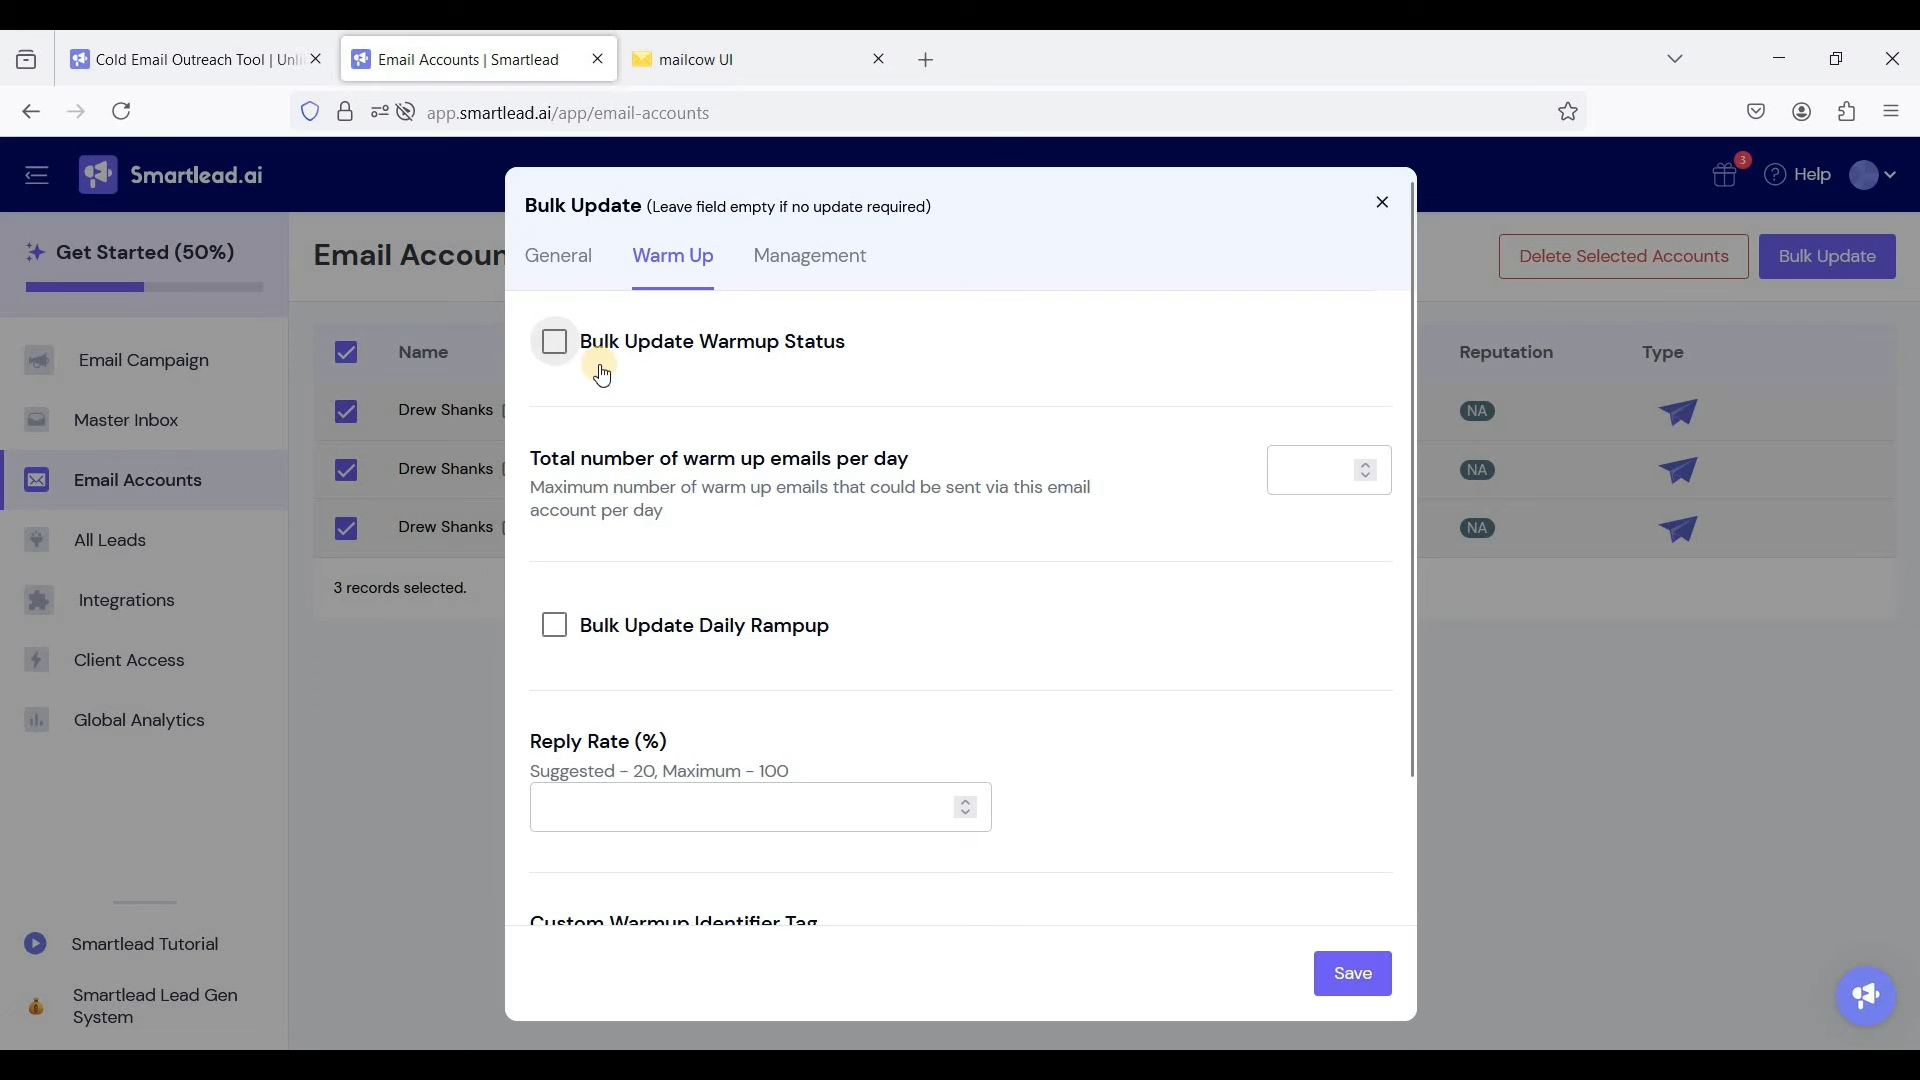 Cold Email Outreach Tool | Unli
Email Accounts | Smartlead
mailcow UI
app.smartlead.ai/app/email-accounts
Smartlead.ai
3
Help
Get Started (50%)
Email Campaign
Master Inbox
Email Accounts
All Leads
Integrations
Client Access
Global Analytics
Smartlead Tutorial
Smartlead Lead Gen
System
Email Accoun
Delete Selected Accounts
Bulk Update
Name
Reputation
Type
Drew Shanks
NA
Drew Shanks
NA
Drew Shanks
NA
3 records selected.
Bulk Update (Leave field empty if no update required)
General
Warm Up
Management
Bulk Update Warmup Status
Total number of warm up emails per day
Maximum number of warm up emails that could be sent via this email
account per day
Bulk Update Daily Rampup
Reply Rate (%)
Suggested - 20, Maximum - 100
Custom Warmup Identifier Tag
Save